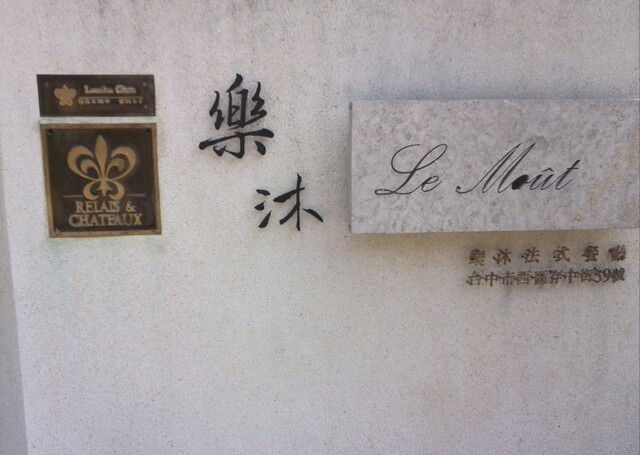 RELAIS &
CHATEAUX
樂
沐
Le Moût
樂沐法式餐廳
台中市西區存中街59號